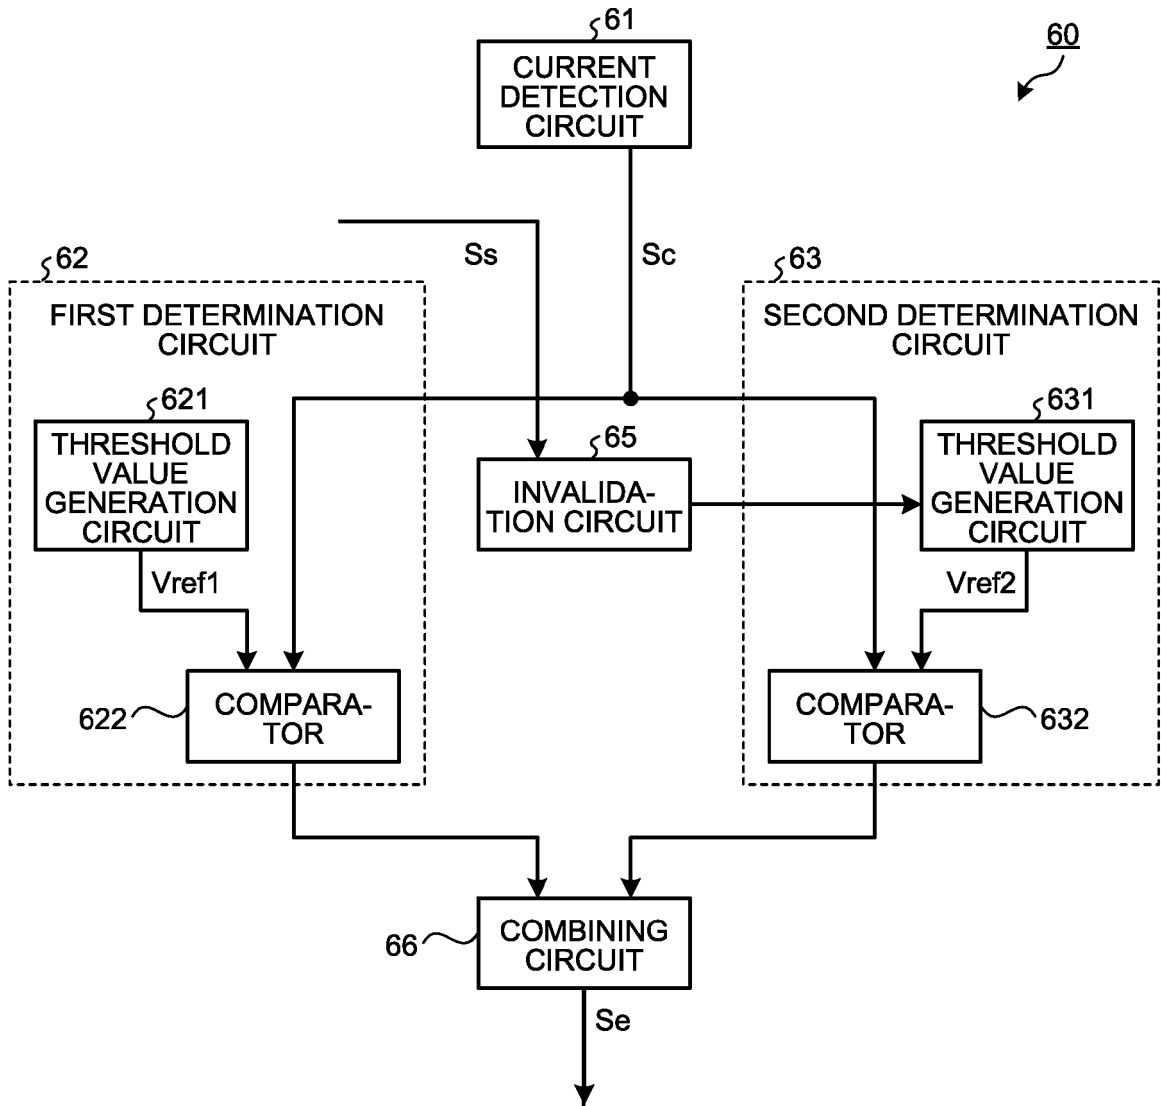 61
60
CURRENT
DETECTION
CIRCUIT
Ss
Sc
62
63
FIRST DETERMINATION
CIRCUIT
SECOND DETERMINATION
CIRCUIT
621
THRESHOLD
VALUE
GENERATION
CIRCUIT
65
INVALIDA-
TION CIRCUIT
631
THRESHOLD
VALUE
GENERATION
CIRCUIT
Vref1
Vref2
622
COMPARA-
TOR
COMPARA-
TOR
632
66
COMBINING
CIRCUIT
Se